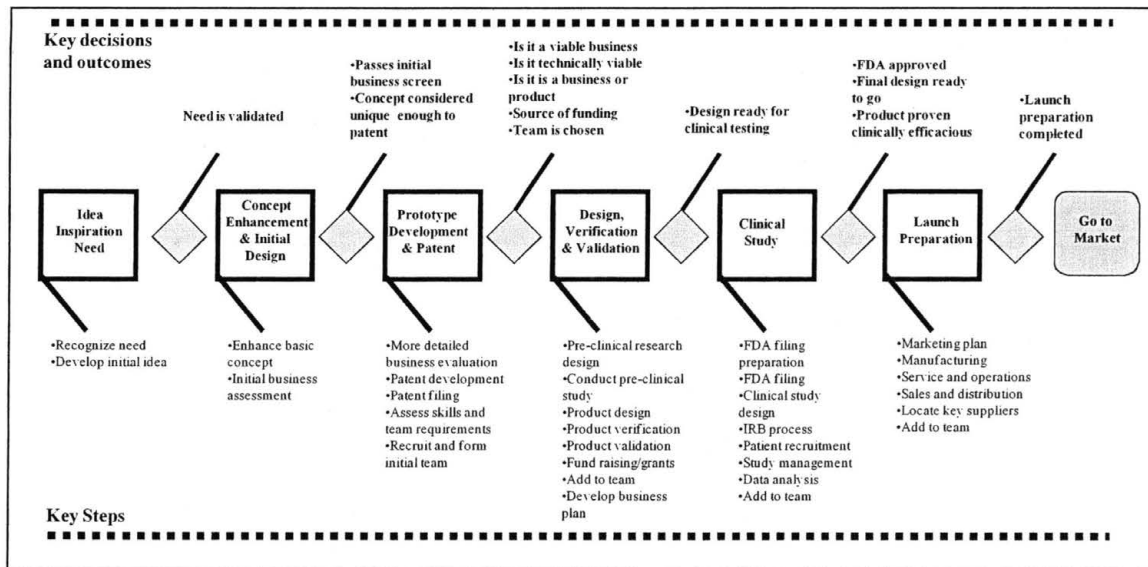 Key decisions
and outcomes
Need is validated
•Passes initial
business screen
•Concept considered
unique enough to
patent
•Is it a viable business
•Is it technically viable
•Is it is a business or
product
•Source of funding
•Team is chosen
•Design ready for
clinical testing
•FDA approved
•Final design ready
to go
•Product proven
clinically efficacious
•Launch
preparation
completed
Idea
Inspiration
Need
Concept
Enhancement
& Initial
Design
Prototype
Development
& Patent
Design,
Verification
& Validation
Clinical
Study
Launch
Preparation
Go to
Market
•Recognize need
•Develop initial idea
•Enhance basic
concept
•Initial business
assessment
•More detailed
business evaluation
•Patent development
•Patent filing
•Assess skills and
team requirements
•Recruit and form
initial team
•Pre-clinical research
design
•Conduct pre-clinical
study
•Product design
•Product verification
•Product validation
•Fund raising/grants
•Add to team
•Develop business
plan
•FDA filing
preparation
•FDA filing
•Clinical study
design
•IRB process
•Patient recruitment
•Study management
•Data analysis
•Add to team
•Marketing plan
•Manufacturing
•Service and operations
•Sales and distribution
•Locate key suppliers
•Add to team
Key Steps